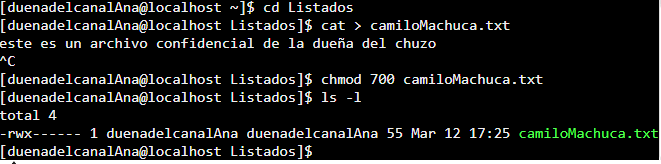 [duenadelcanalAna@localhost ~]$ cd Listados
[duenadelcanalAna@localhost Listados]$ cat > camiloMachuca.txt
este es un archivo confidencial de la dueña del chuzo
^C
[duenadelcanalAna@localhost Listados]$ chmod 700 camiloMachuca.txt
[duenadelcanalAna@localhost Listados]$ ls -l
total 4
-rwx------ 1 duenadelcanalAna duenadelcanalAna 55 Mar 12 17:25 camiloMachuca.txt
[duenadelcanalAna@localhost Listados]$